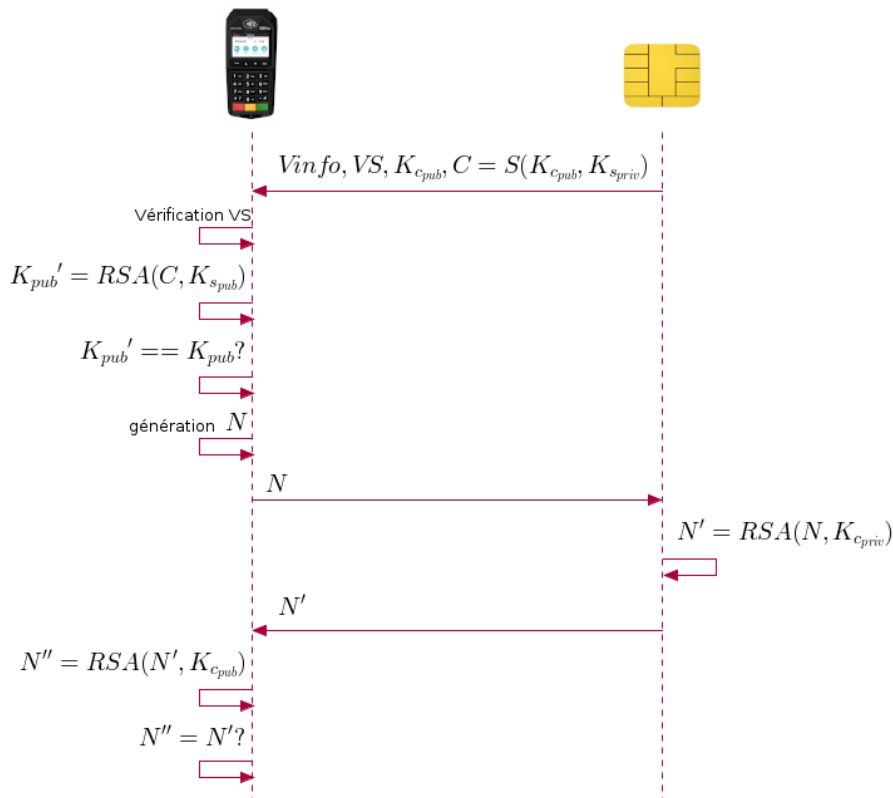 Vinfo, VS, K_{c_{pub}}, C = S(K_{c_{pub}}, K_{s_{priv}})
Vérification VS
K_{pub}' = RSA(C, K_{s_{pub}})
K_{pub}' == K_{pub}?
génération N
N
N' = RSA(N, K_{c_{priv}})
N'
N'' = RSA(N', K_{c_{pub}})
N'' = N'?